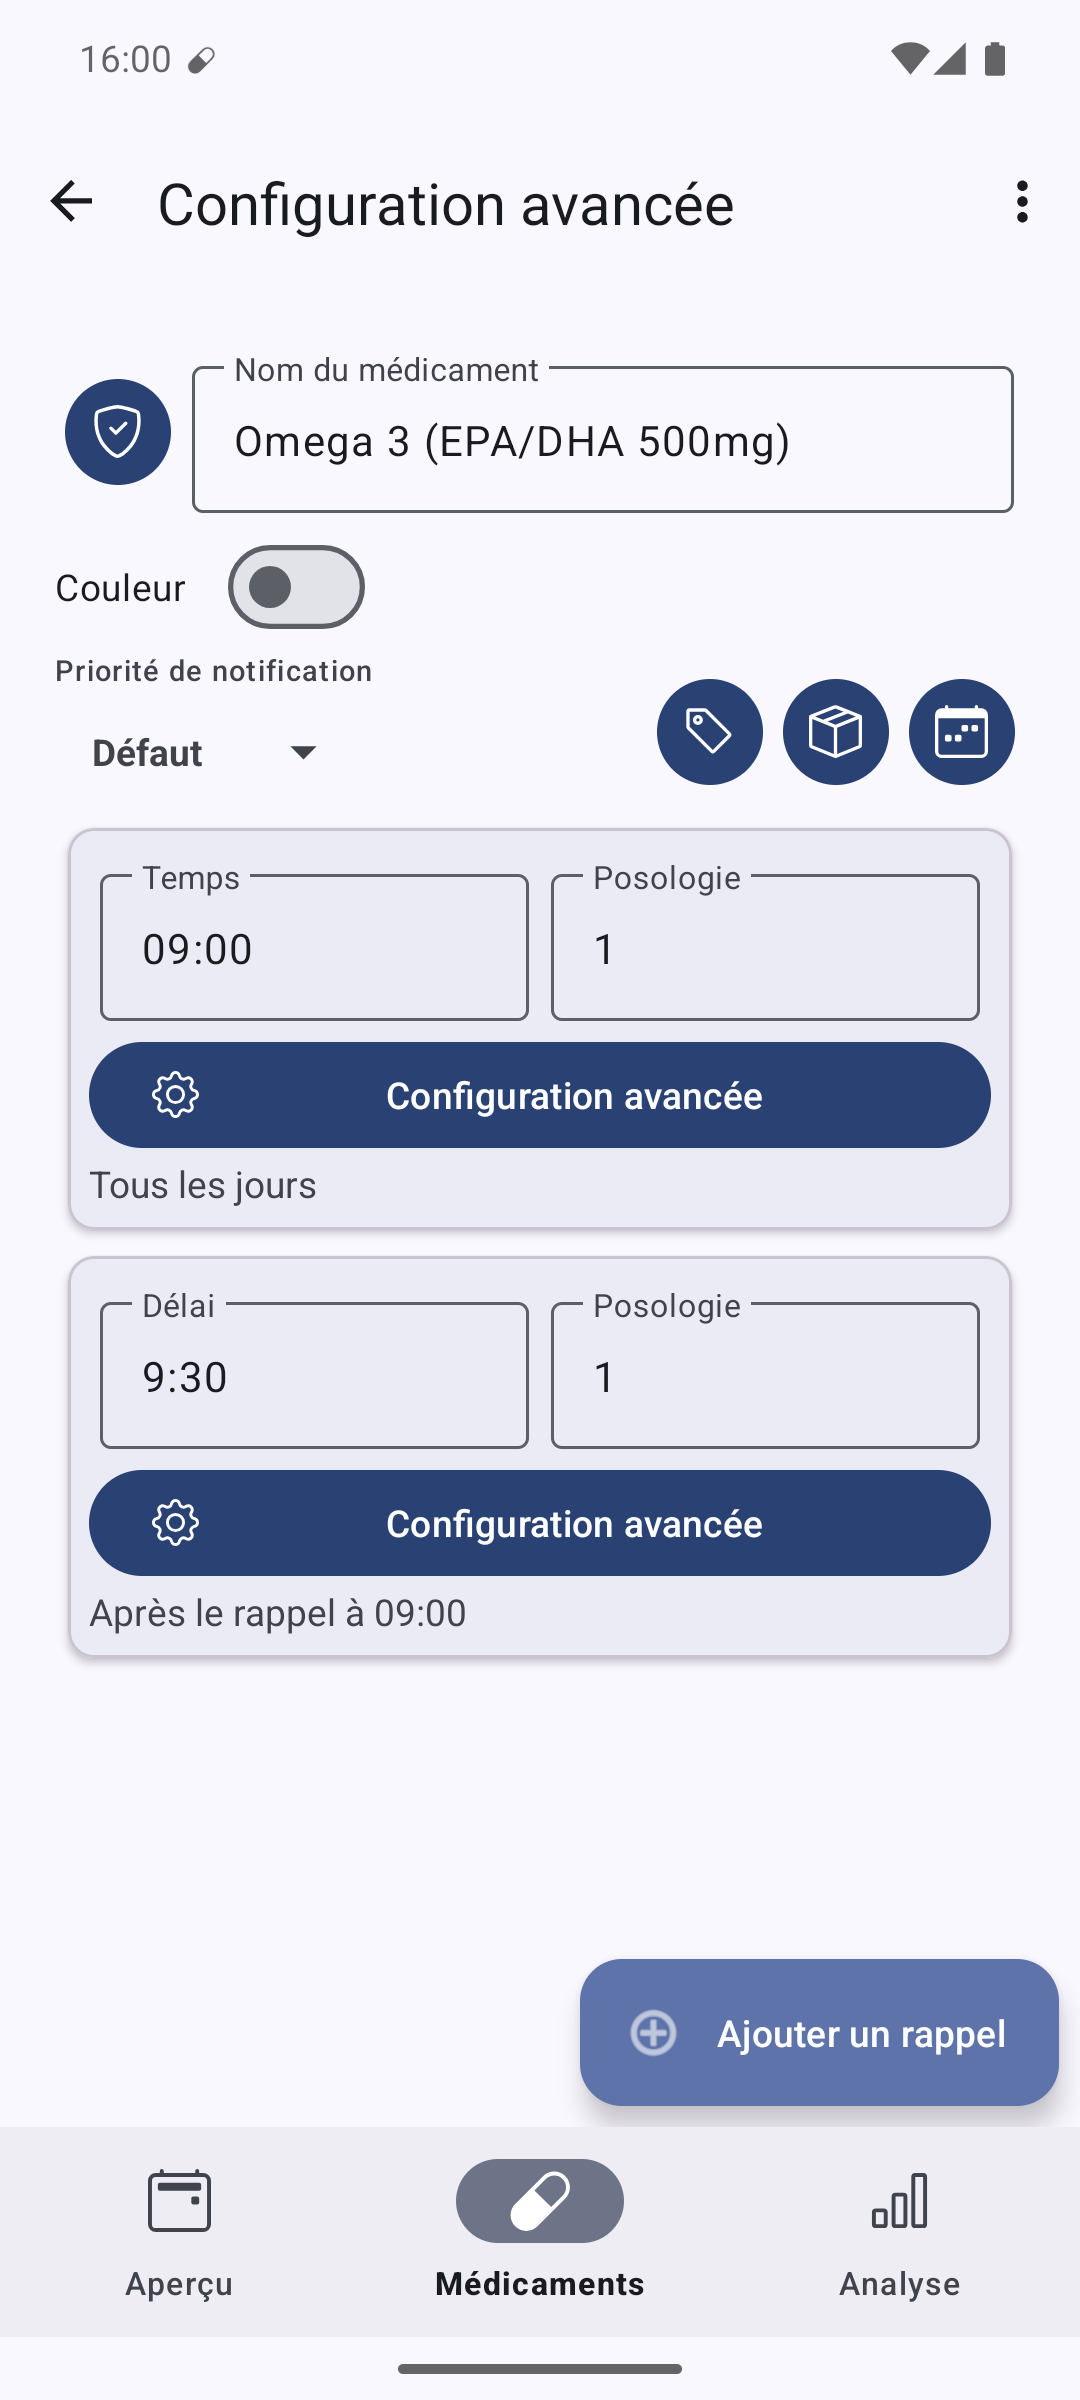 16:00
Configuration avancée
Nom du médicament
Omega 3 (EPA/DHA 500mg)
Couleur
Priorité de notification
Défaut
Temps
09:00
Posologie
1
Configuration avancée
Tous les jours
Délai
9:30
Posologie
1
Configuration avancée
Après le rappel à 09:00
Ajouter un rappel
Aperçu
Médicaments
Analyse